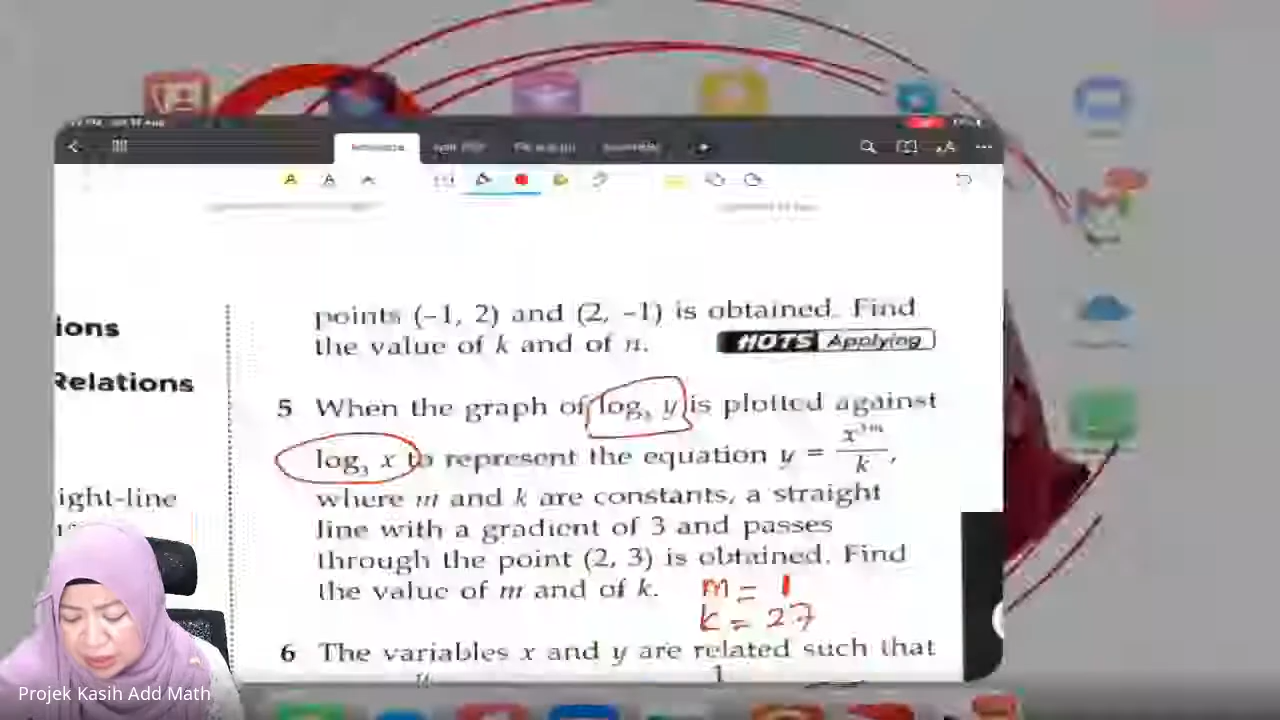 points (−1, 2) and (2, −1) is obtained. Find
the value of k and of n.
HOTS Applying
ions
Relations
5 When the graph of log₃ y is plotted against
log₃ x to represent the equation y = x³ᵐ/k,
where m and k are constants, a straight
line with a gradient of 3 and passes
through the point (2, 3) is obtained. Find
the value of m and of k.
m = 1
k = 27
ight-line
6 The variables x and y are related such that
1
Projek Kasih Add Math